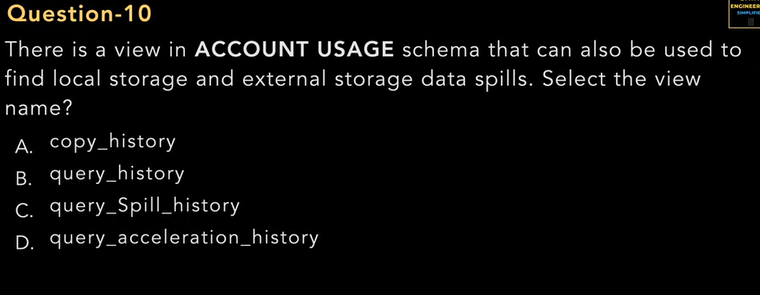 Question-10
ENGINEER
SIMPLIFIE
There is a view in ACCOUNT USAGE schema that can also be used to
find local storage and external storage data spills. Select the view
name?
A. copy_history
B. query_history
C. query_Spill_history
D. query_acceleration_history